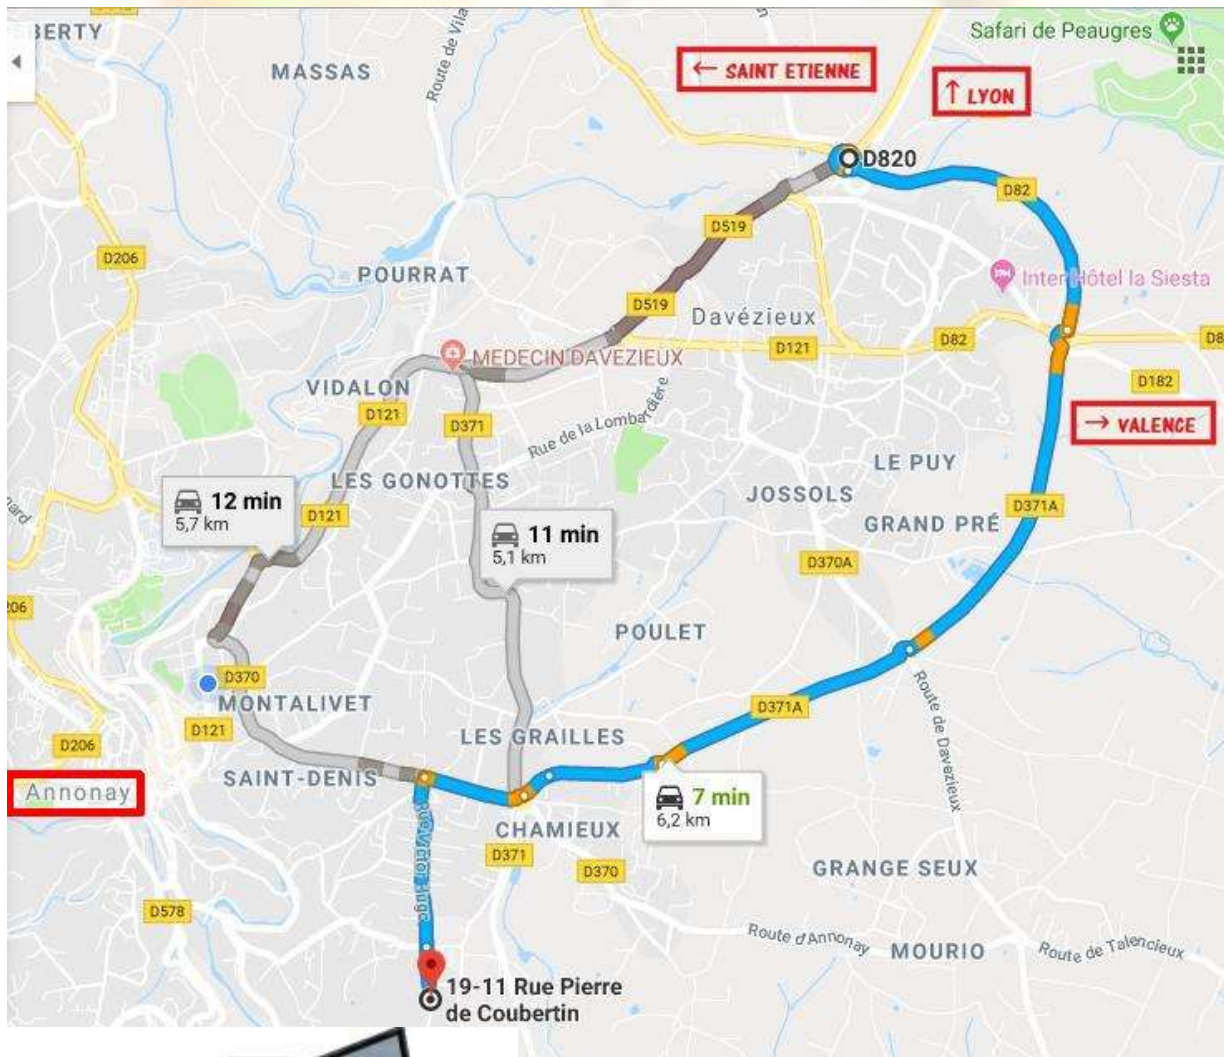 BERTY
MASSAS
Route de Vila
Safari de Peaugres
← SAINT ETIENNE
↑ LYON
D820
D82
D519
D206
POURRAT
Inter Hôtel la Siesta
D519
Davézieux
D121
D82
D8
MEDECIN DAVEZIEUX
D182
VIDALON
D121
D371
Rue de la Lombardière
→ VALENCE
LE PUY
LES GONOTTES
JOSSOLS
12 min
5,7 km
D121
D371A
GRAND PRÉ
11 min
5,1 km
D370A
206
POULET
D370
MONTALIVET
D371A
Route de Davezieux
D121
LES GRAILLES
D206
SAINT-DENIS
Annonay
7 min
6,2 km
CHAMIEUX
Rue Victor Hugo
D371
D370
GRANGE SEUX
D578
Route d'Annonay
MOURIO
Route de Talencieux
19-11 Rue Pierre
de Coubertin